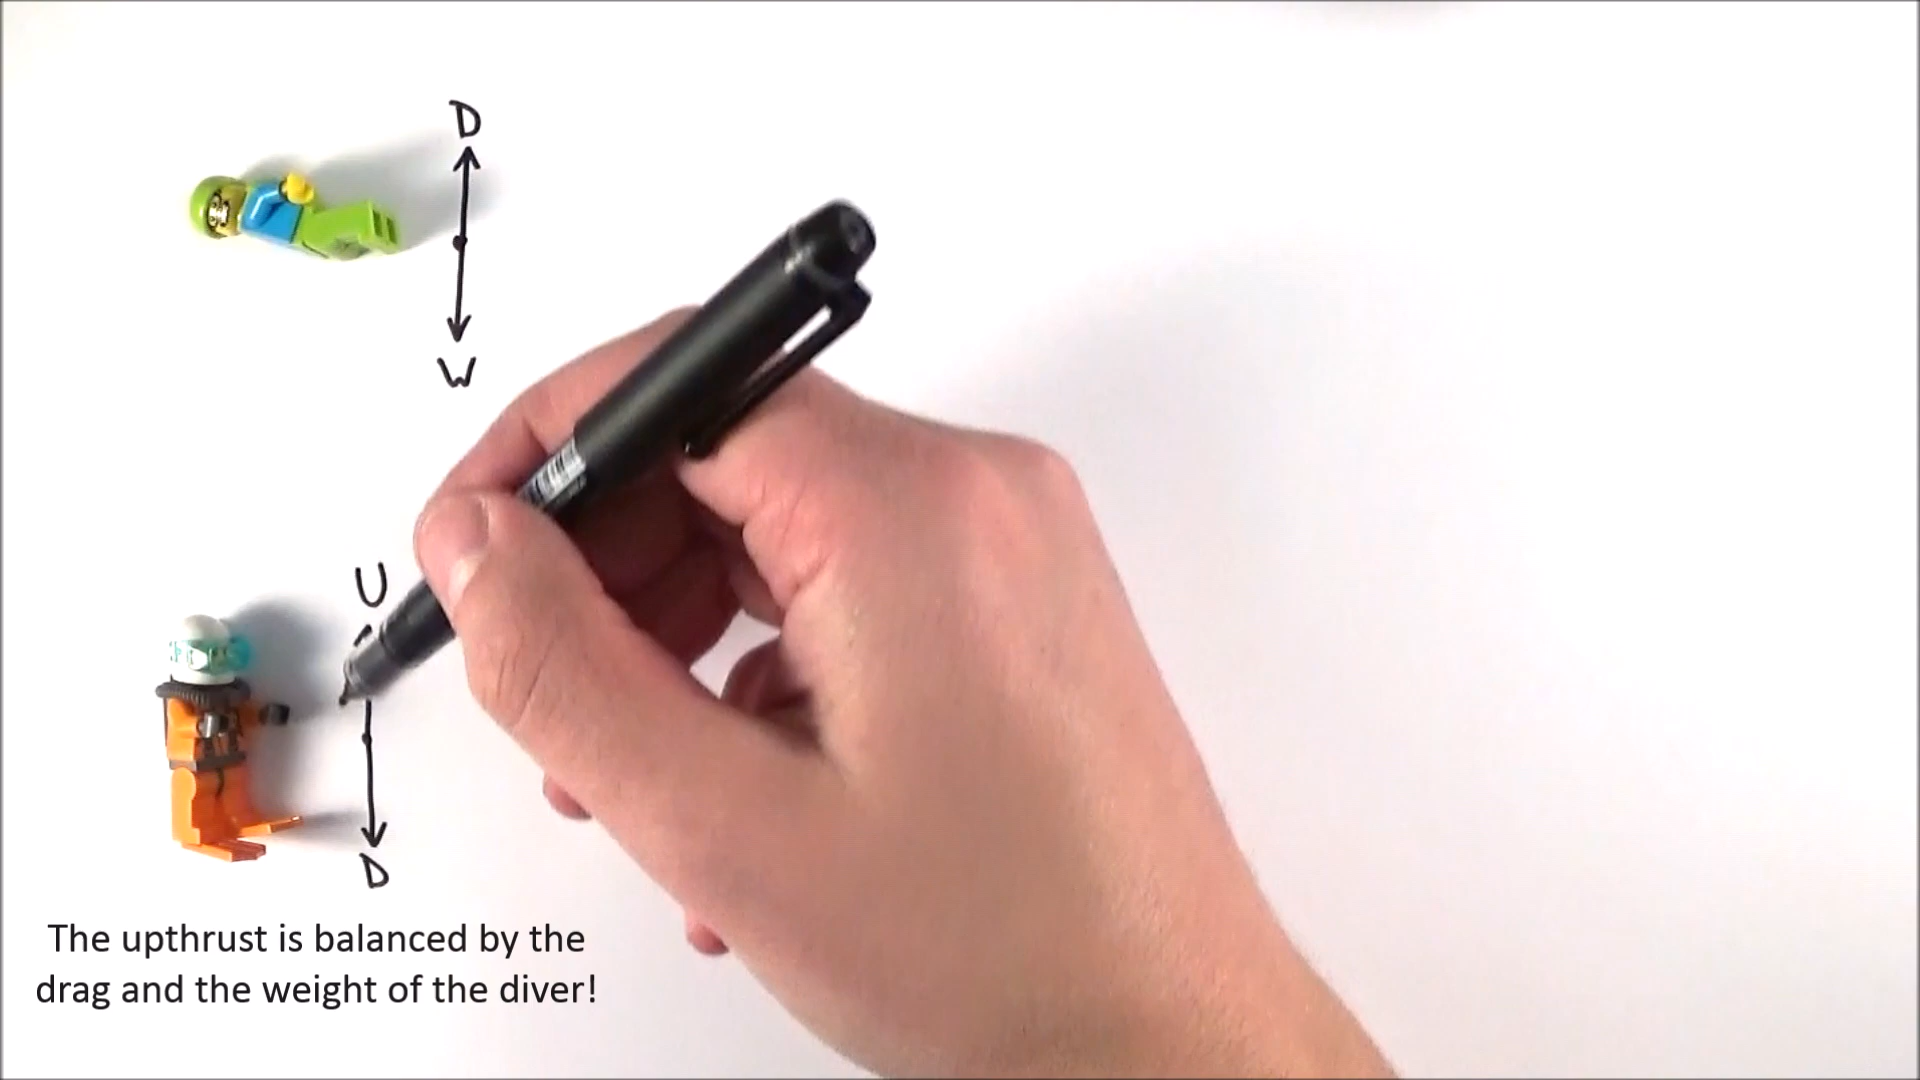 D
W
U
D
The upthrust is balanced by the
drag and the weight of the diver!